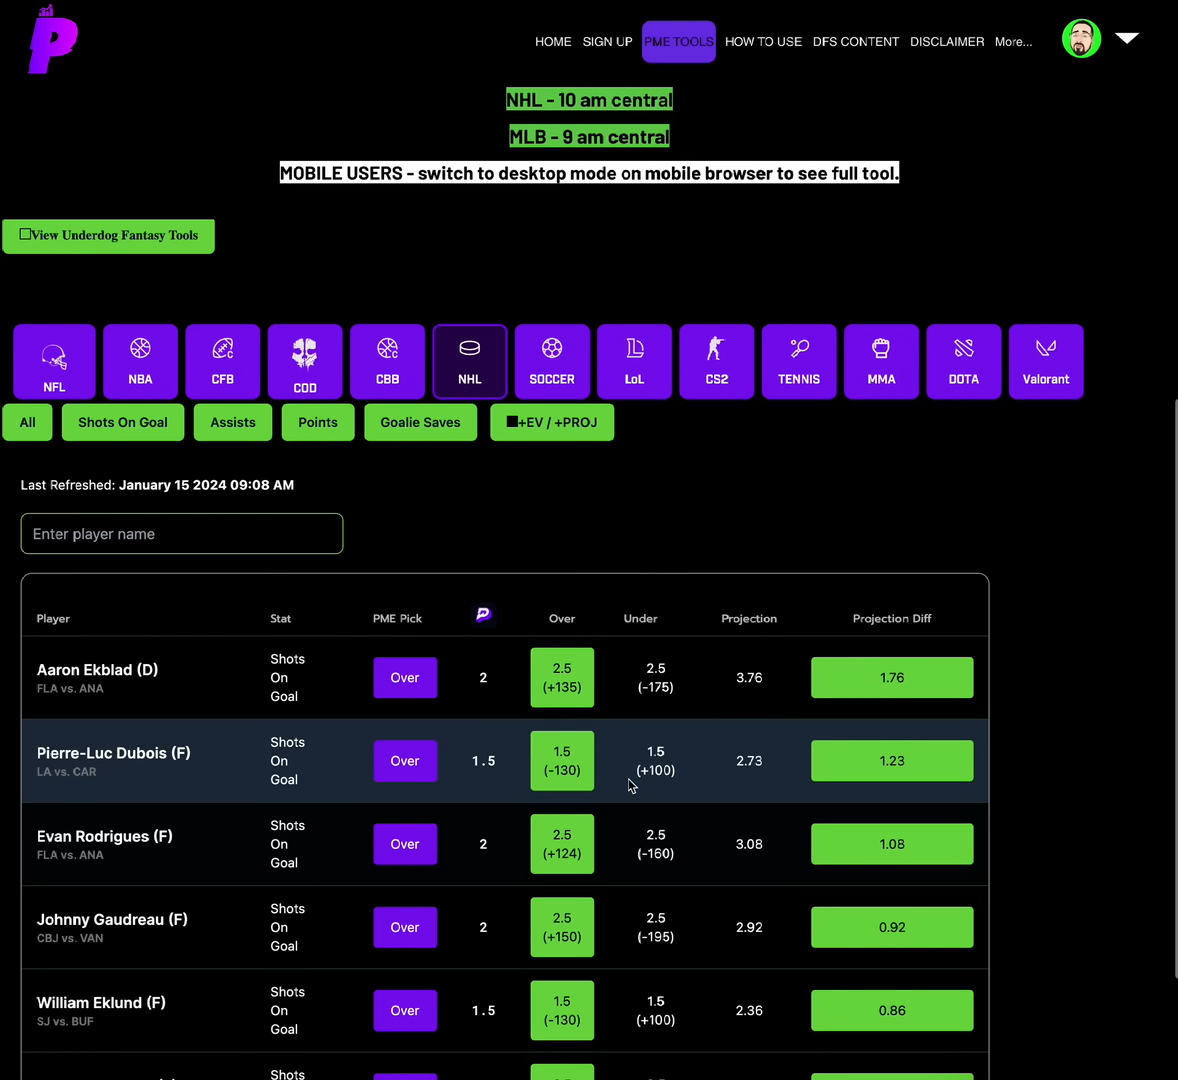 HOME SIGN UP PME TOOLS HOW TO USE DFS CONTENT DISCLAIMER More...
NHL - 10 am central
MLB - 9 am central
MOBILE USERS - switch to desktop mode on mobile browser to see full tool.
View Underdog Fantasy Tools
NFL NBA CFB COD CBB NHL SOCCER LoL CS2 TENNIS MMA DOTA Valorant
All Shots On Goal Assists Points Goalie Saves +EV / +PROJ
Last Refreshed: January 15 2024 09:08 AM
Enter player name
Player Stat PME Pick P Over Under Projection Projection Diff
Aaron Ekblad (D)
FLA vs. ANA
Shots
On
Goal
Over
2
2.5
(+135)
2.5
(-175)
3.76
1.76
Pierre-Luc Dubois (F)
LA vs. CAR
Shots
On
Goal
Over
1.5
1.5
(-130)
1.5
(+100)
2.73
1.23
Evan Rodrigues (F)
FLA vs. ANA
Shots
On
Goal
Over
2
2.5
(+124)
2.5
(-160)
3.08
1.08
Johnny Gaudreau (F)
CBJ vs. VAN
Shots
On
Goal
Over
2
2.5
(+150)
2.5
(-195)
2.92
0.92
William Eklund (F)
SJ vs. BUF
Shots
On
Goal
Over
1.5
1.5
(-130)
1.5
(+100)
2.36
0.86
Shots